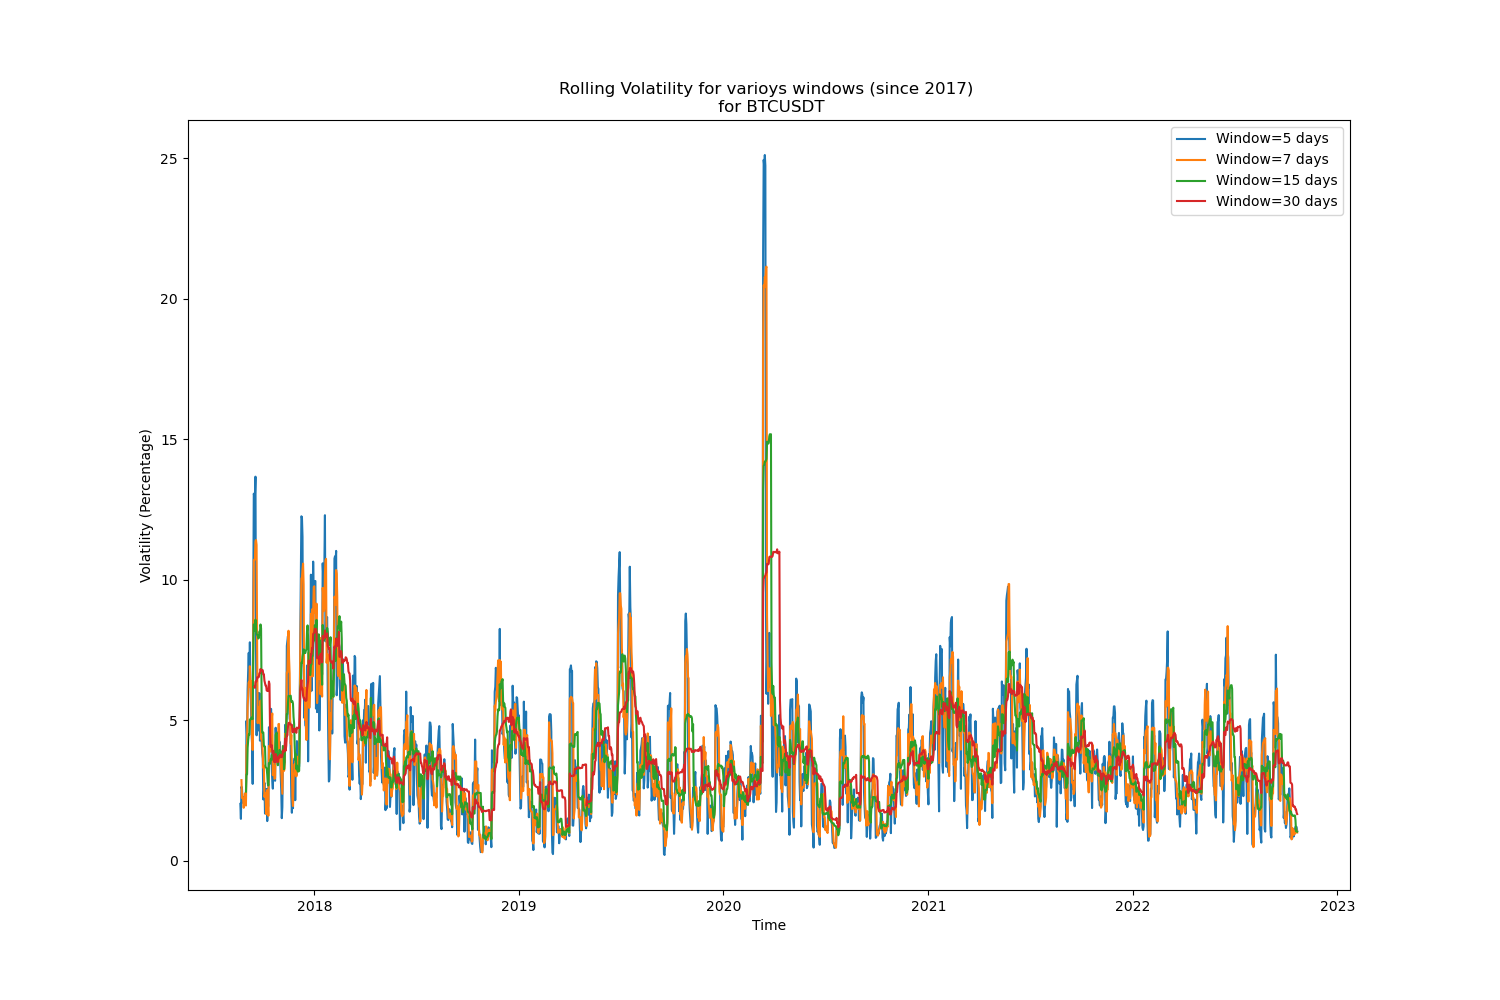 Rolling Volatility for varioys windows (since 2017)
for BTCUSDT
Window=5 days
Window=7 days
Window=15 days
Window=30 days
Volatility (Percentage)
25
20
15
10
5
0
2018
2019
2020
2021
2022
2023
Time